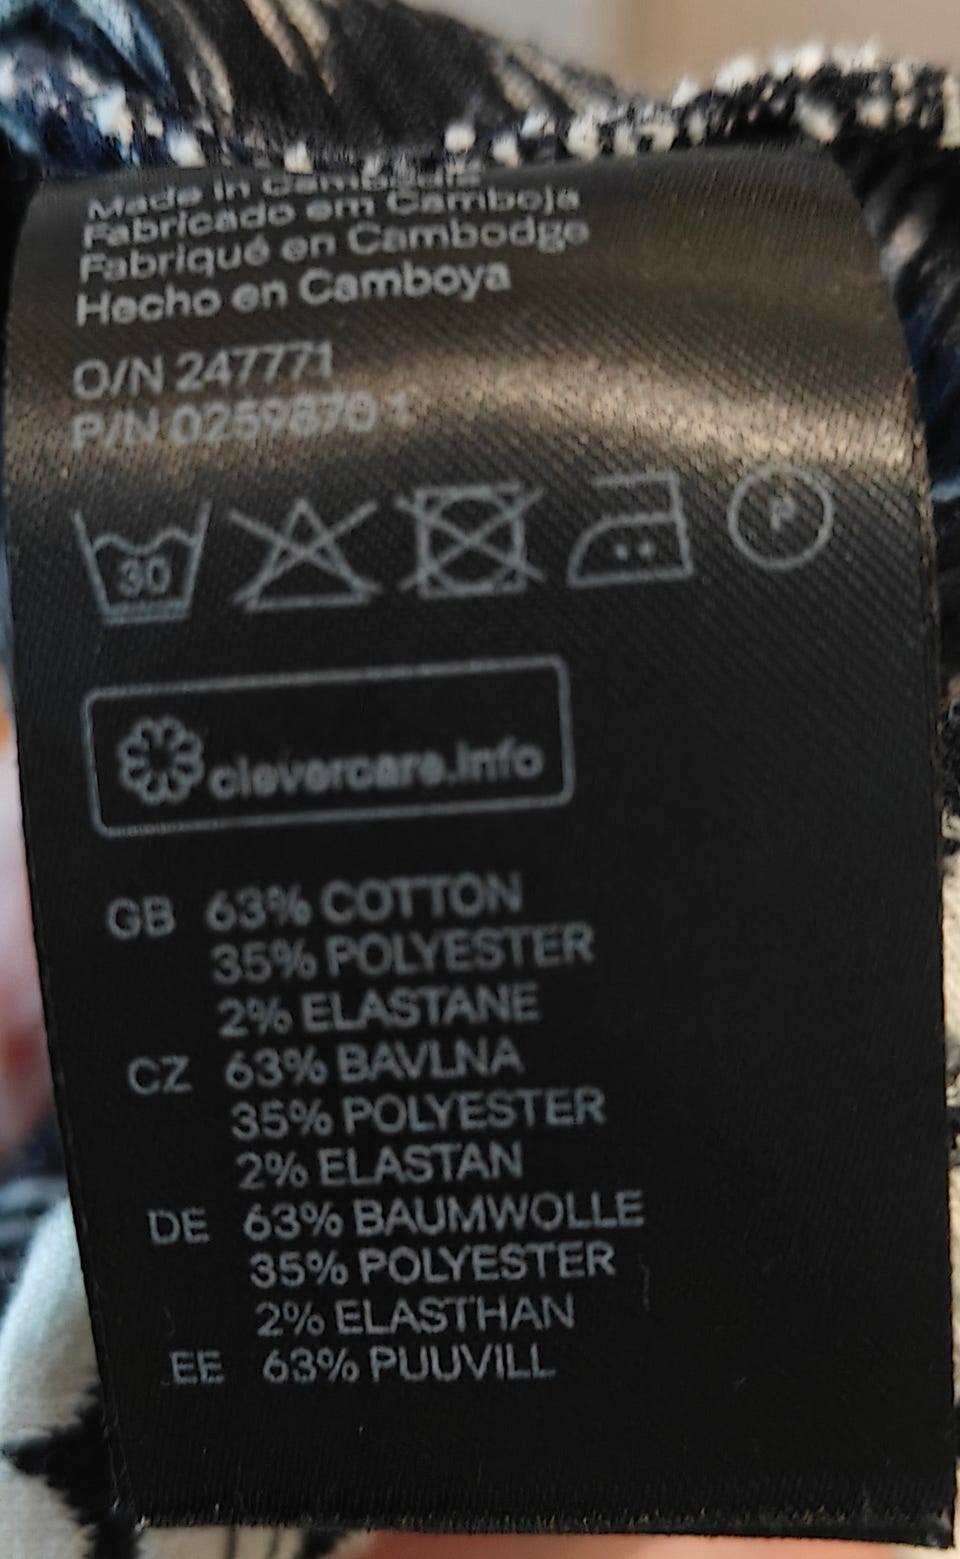 Made in Cambodia
Fabricado em Camboja
Fabriqué en Cambodge
Hecho en Camboya
O/N 247771
P/N
30
P
clevercare.info
GB 63% COTTON
35% POLYESTER
2% ELASTANE
CZ 63% BAVLNA
35% POLYESTER
2% ELASTAN
DE 63% BAUMWOLLE
35% POLYESTER
2% ELASTHAN
EE 63% PUUVILL